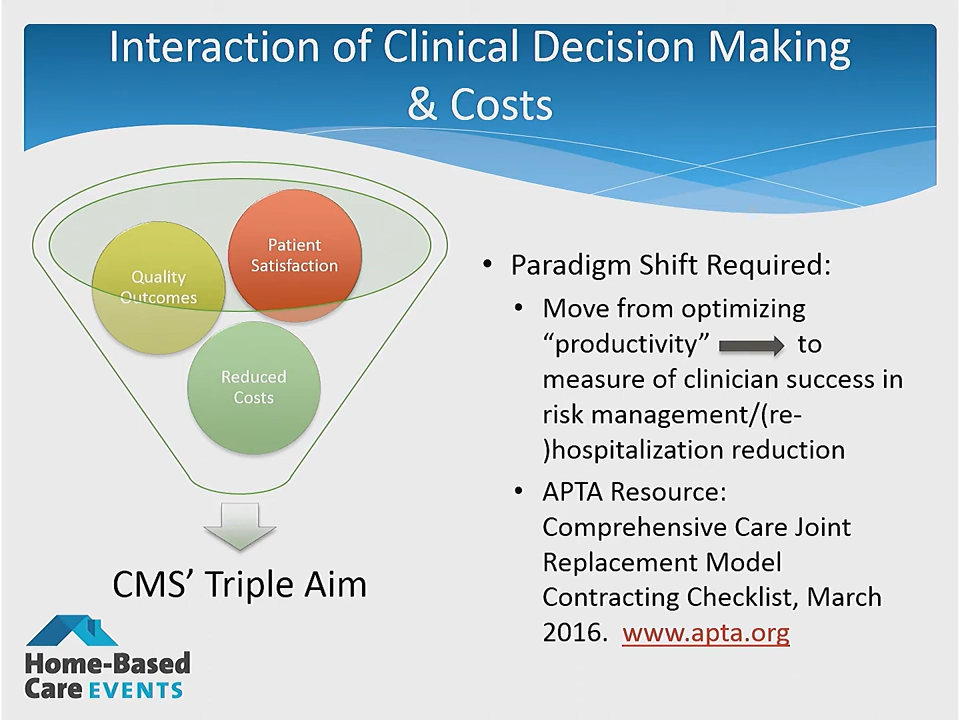 Interaction of Clinical Decision Making
& Costs
Quality
Outcomes
Patient
Satisfaction
Reduced
Costs
CMS’ Triple Aim
• Paradigm Shift Required:
• Move from optimizing
“productivity” to
measure of clinician success in
risk management/(re-
)hospitalization reduction
• APTA Resource:
Comprehensive Care Joint
Replacement Model
Contracting Checklist, March
2016. www.apta.org
Home-Based
Care EVENTS